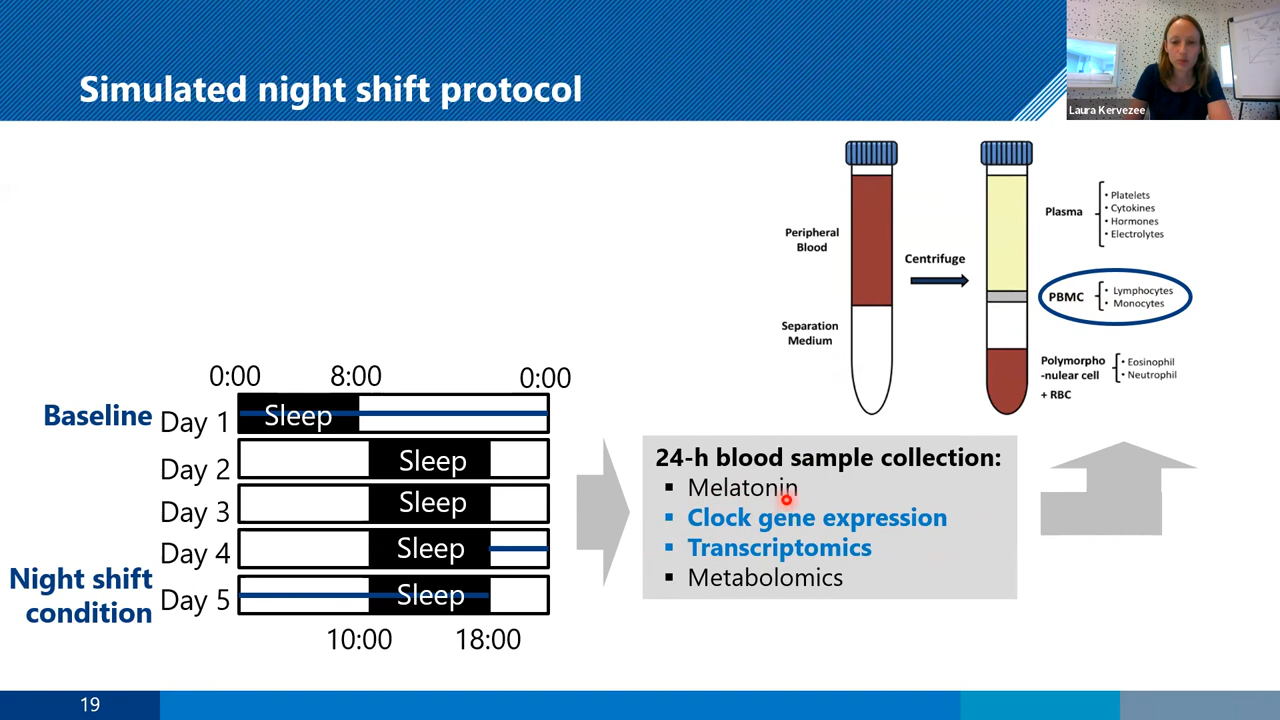 Simulated night shift protocol
Laura Kervezee
Peripheral
Blood
Separation
Medium
Centrifuge
Plasma
• Platelets
• Cytokines
• Hormones
• Electrolytes
PBMC
• Lymphocytes
• Monocytes
Polymorpho
-nulear cell
+ RBC
• Eosinophil
• Neutrophil
0:00 8:00 0:00
Baseline Day 1 Sleep
Day 2 Sleep
Day 3 Sleep
Day 4 Sleep
Night shift
condition
Day 5 Sleep
10:00 18:00
24-h blood sample collection:
▪ Melatonin
▪ Clock gene expression
▪ Transcriptomics
▪ Metabolomics
19